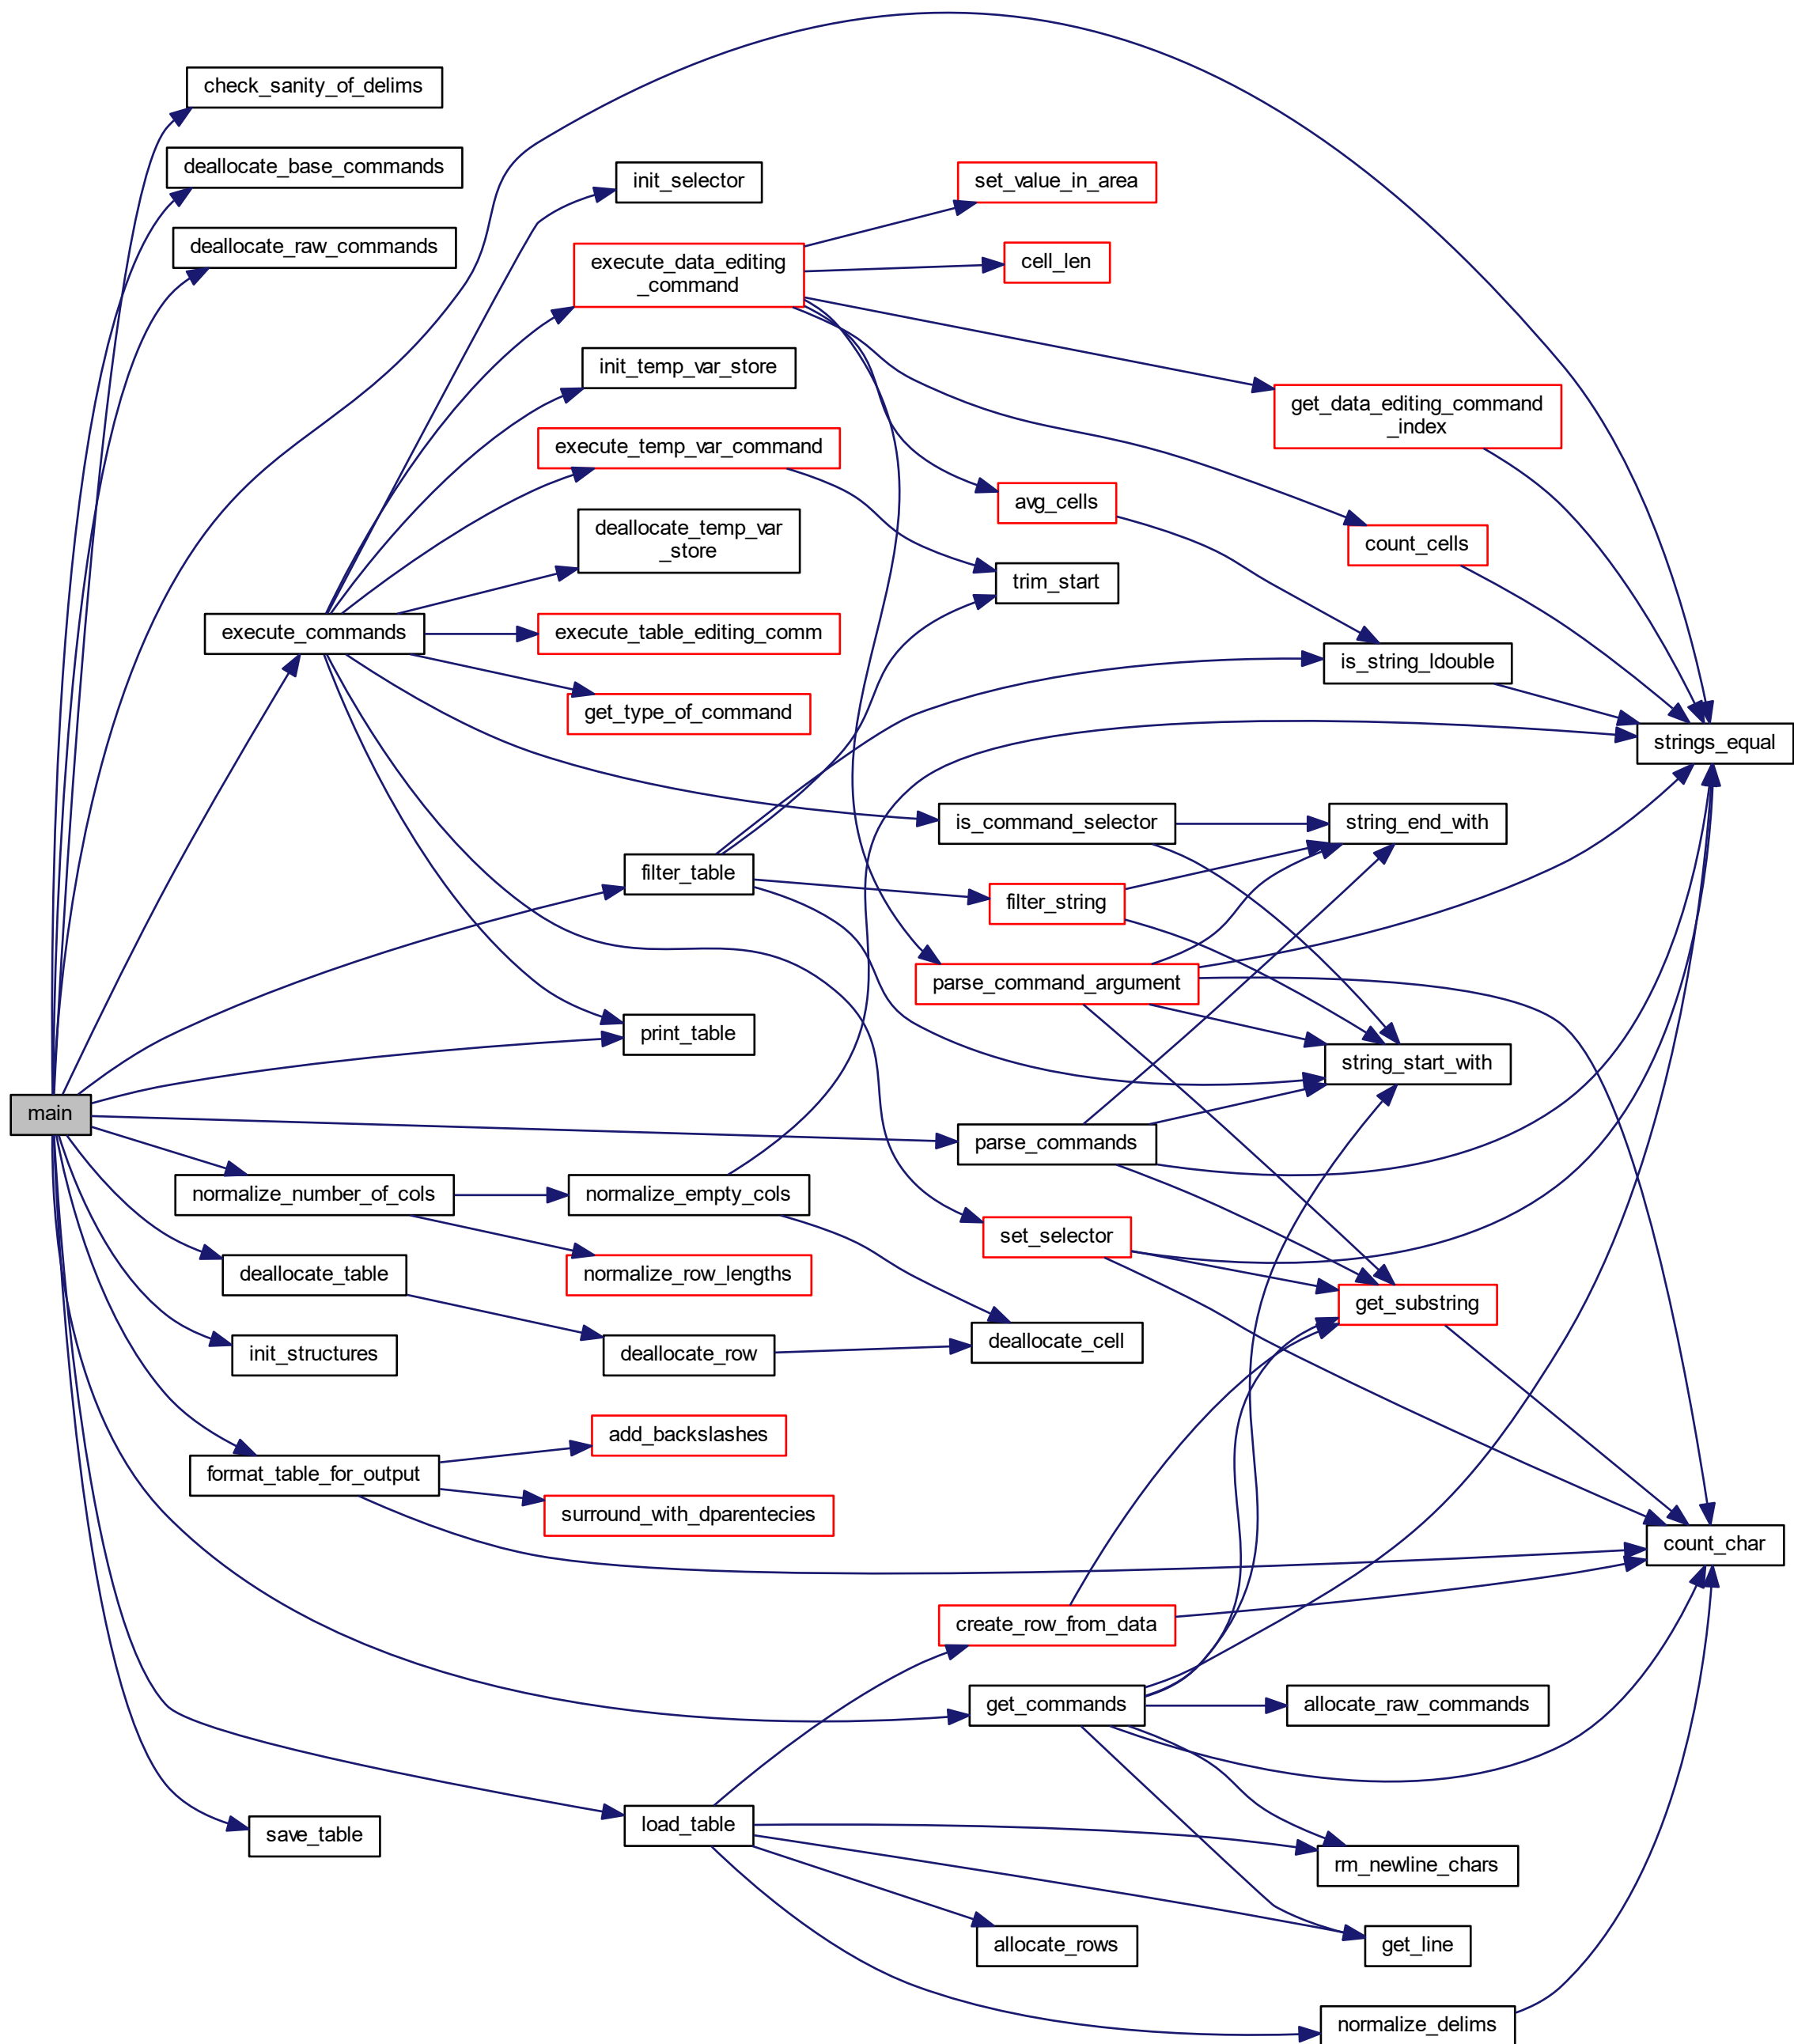 check_sanity_of_delims
deallocate_base_commands
init_selector
set_value_in_area
deallocate_raw_commands
execute_data_editing
_command
cell_len
init_temp_var_store
get_data_editing_command
_index
execute_temp_var_command
avg_cells
deallocate_temp_var
_store
count_cells
trim_start
execute_commands
execute_table_editing_comm
is_string_ldouble
get_type_of_command
strings_equal
is_command_selector
string_end_with
filter_table
filter_string
parse_command_argument
print_table
string_start_with
main
parse_commands
normalize_number_of_cols
normalize_empty_cols
set_selector
deallocate_table
normalize_row_lengths
get_substring
init_structures
deallocate_row
deallocate_cell
add_backslashes
format_table_for_output
surround_with_dparentecies
count_char
create_row_from_data
get_commands
allocate_raw_commands
load_table
save_table
rm_newline_chars
allocate_rows
get_line
normalize_delims